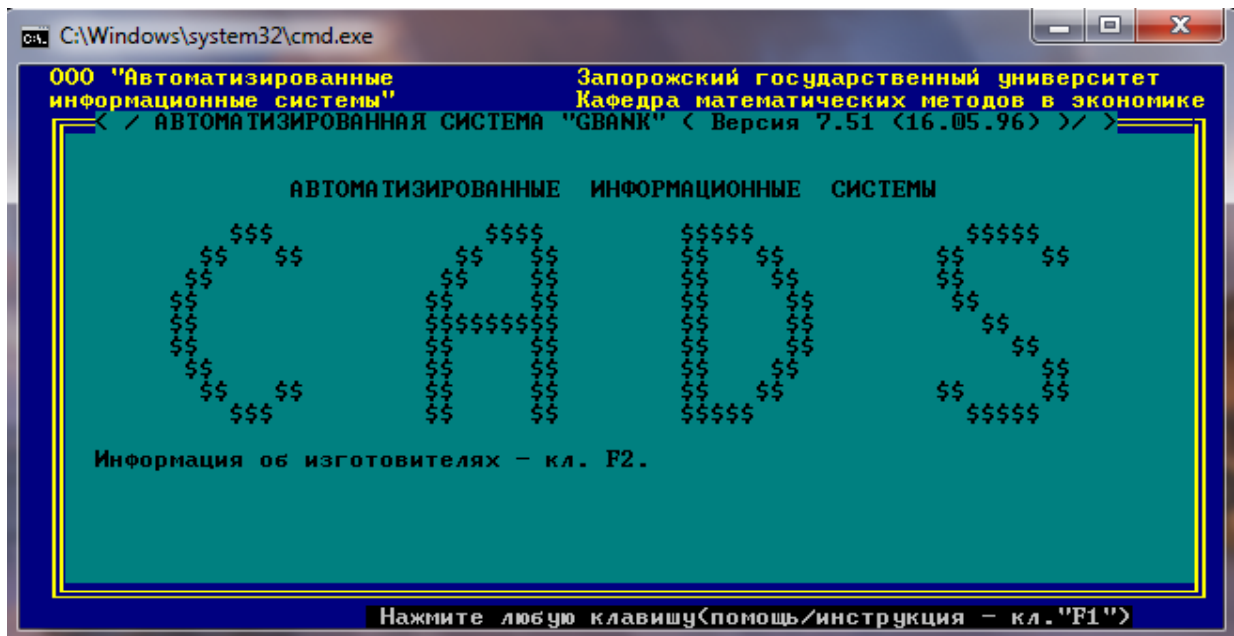 C:\Windows\system32\cmd.exe
ООО "Автоматизированные информационные системы"
Запорожский государственный университет
Кафедра математических методов в экономике
< / АВТОМАТИЗИРОВАННАЯ СИСТЕМА "GBANK" < Версия 7.51 (16.05.96) >/ >
АВТОМАТИЗИРОВАННЫЕ ИНФОРМАЦИОННЫЕ СИСТЕМЫ
C A D S
Информация об изготовителях - кл. F2.
Нажмите любую клавишу(помощь/инструкция - кл."F1")